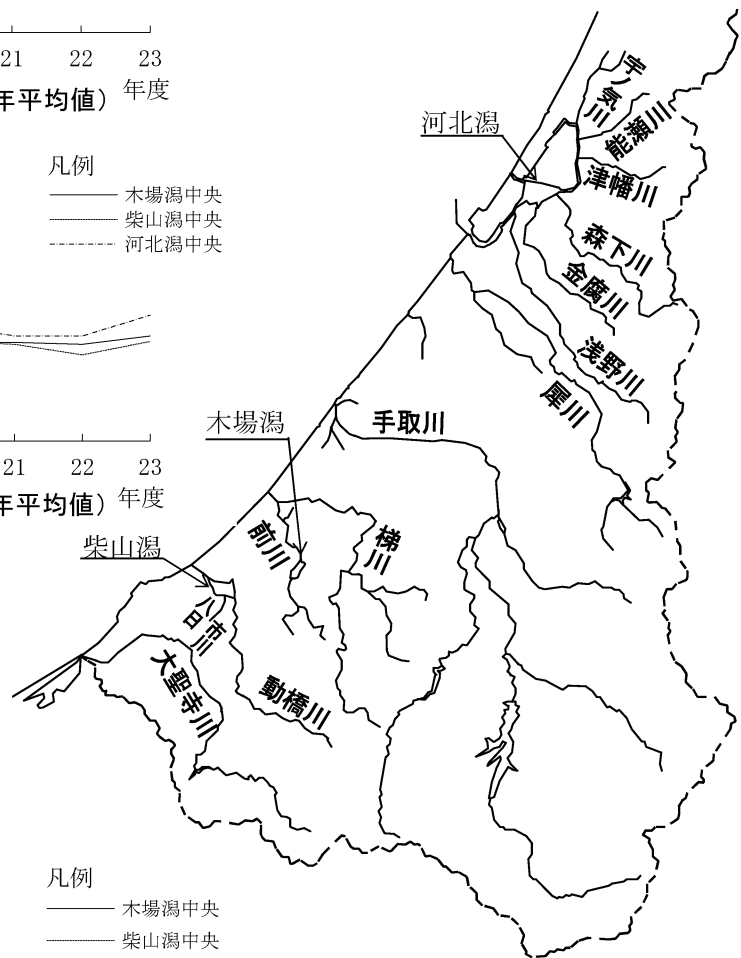 21 22 23
年度
年平均値）
凡例
木場潟中央
柴山潟中央
河北潟中央
21 22 23
年度
年平均値）
凡例
木場潟中央
柴山潟中央
河北潟
宇ノ気川
能瀬川
津幡川
森下川
金腐川
浅野川
犀川
手取川
木場潟
前川
梯川
柴山潟
八日市川
動橋川
大聖寺川